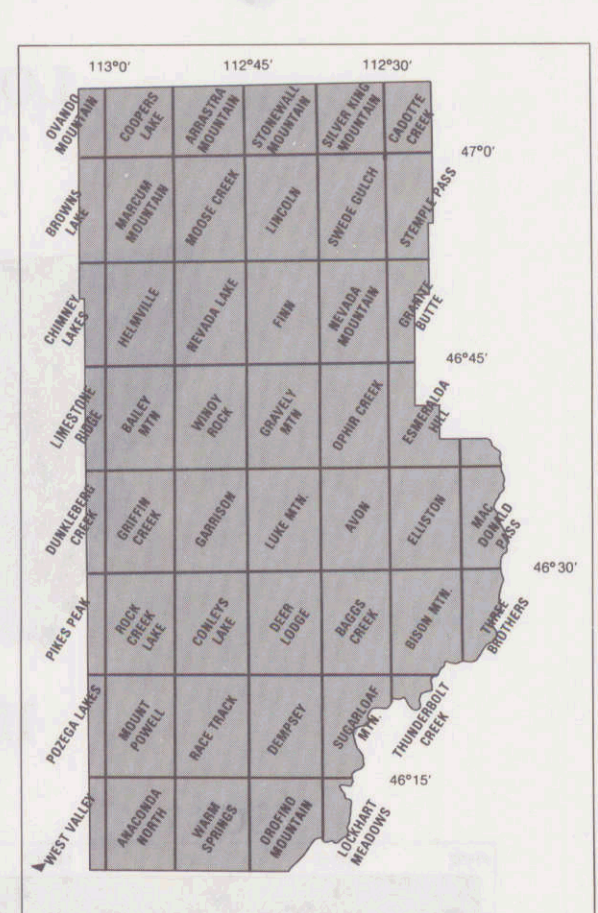 113°0' 112°45' 112°30'
OVANDO
MOUNTAIN
COOPERS
LAKE
ARRASTRA
MOUNTAIN
STONEWALL
MOUNTAIN
SILVER KING
MOUNTAIN
CADOTTE
CREEK
47°0'
BROWNS
LAKE
MARCUM
MOUNTAIN
MOOSE CREEK
LINCOLN
SWEDE GULCH
STEMPLE PASS
CHIMNEY
LAKES
HELMVILLE
NEVADA LAKE
FINN
NEVADA
MOUNTAIN
GRANITE
BUTTE
46°45'
LIMESTONE
RIDGE
BAILEY
MTN
WINDY
ROCK
GRAVELY
MTN
OPHIR CREEK
ESMERALDA
HILL
DUNKLEBERG
CREEK
GRIFFIN
CREEK
GARRISON
LUKE MTN.
AVON
ELLISTON
MAC
DONALD
PASS
46°30'
PIKES PEAK
ROCK
CREEK
LAKE
CONLEYS
LAKE
DEER
LODGE
BAGGS
CREEK
BISON MTN.
THREE
BROTHERS
POZEGA LAKES
MOUNT
POWELL
RACE TRACK
DEMPSEY
SUGARLOAF
MTN.
THUNDERBOLT
CREEK
46°15'
WEST VALLEY
ANACONDA
NORTH
WARM
SPRINGS
OROFINO
MOUNTAIN
LOCKHART
MEADOWS